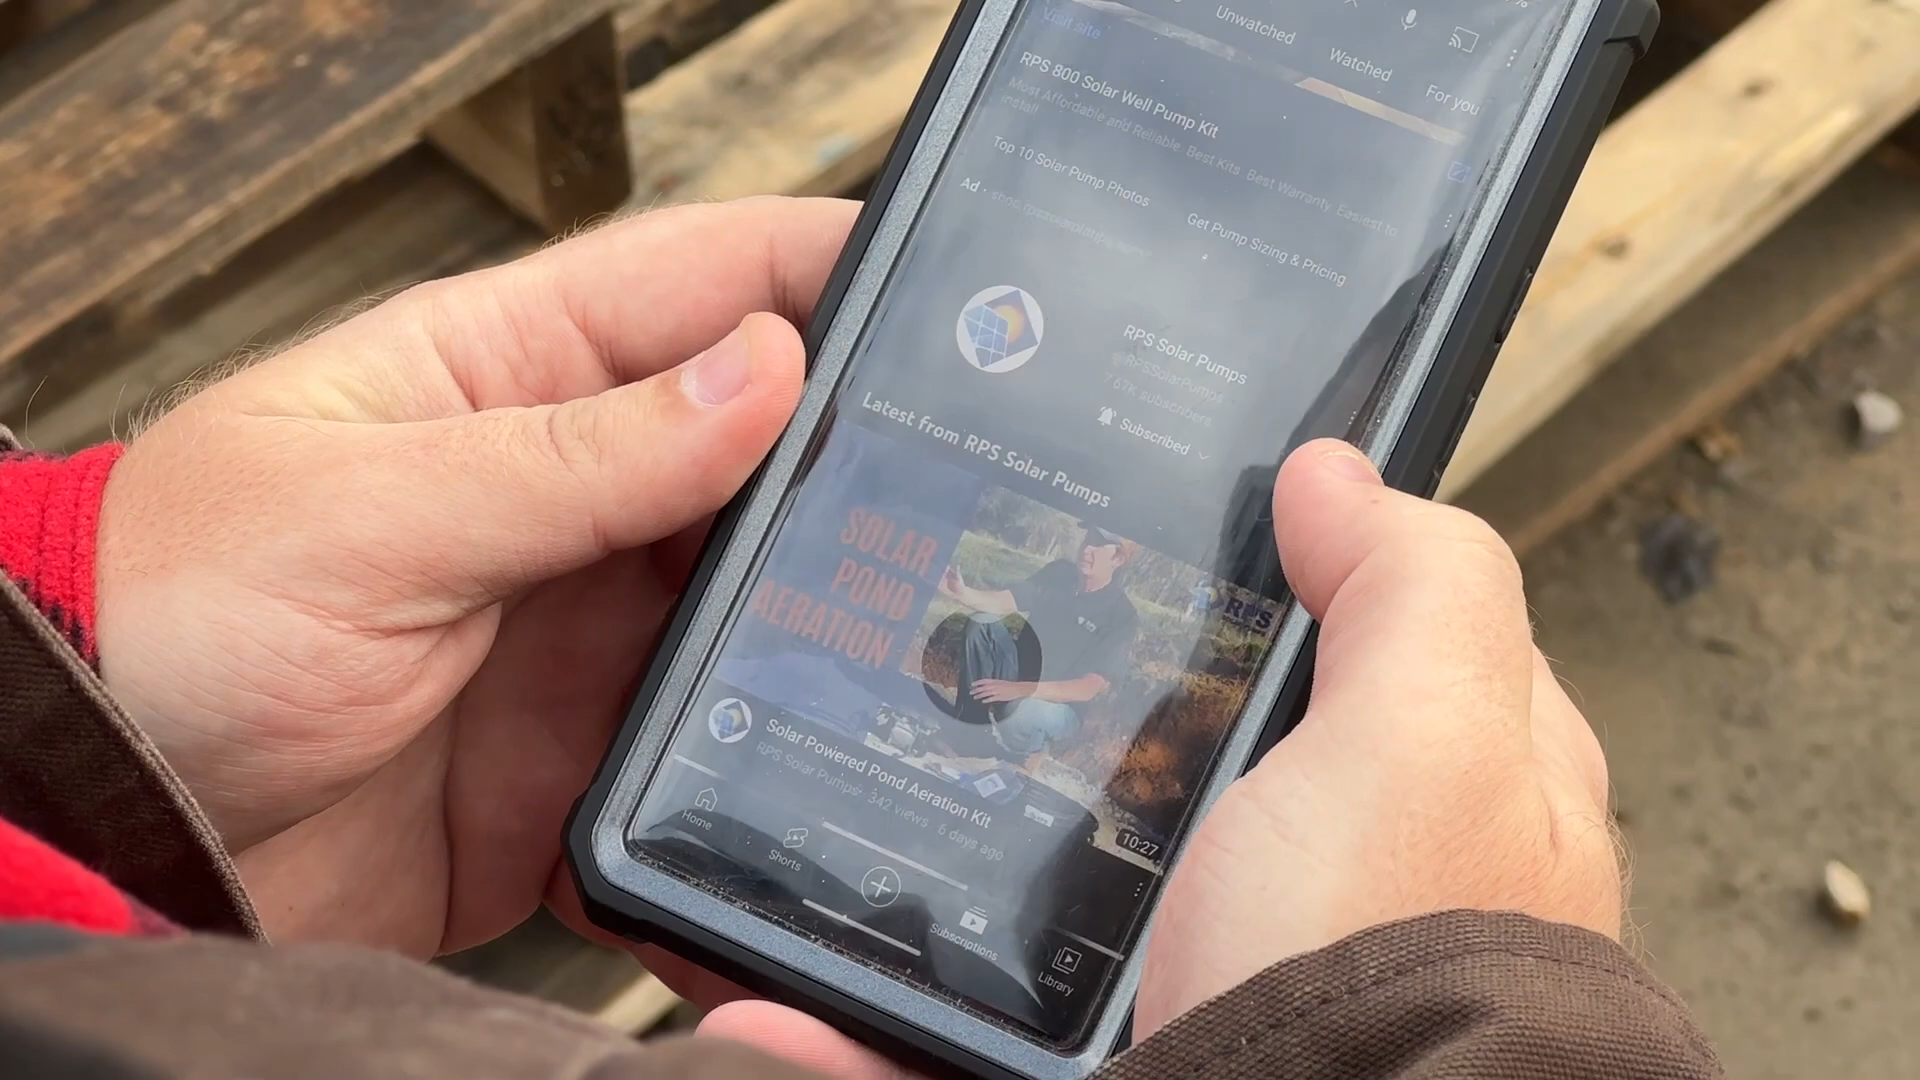 Unwatched
Watched
For you
Visit site
RPS 800 Solar Well Pump Kit
Most Affordable and Reliable. Best Kits. Best Warranty. Easiest to
install
Top 10 Solar Pump Photos
Get Pump Sizing & Pricing
Ad ·
RPS Solar Pumps
@RPSSolarPumps
7.67K subscribers
Subscribed
Latest from RPS Solar Pumps
SOLAR
POND
AERATION
RPS
10:27
Solar Powered Pond Aeration Kit
RPS Solar Pumps · 342 views · 6 days ago
Home
Shorts
Subscriptions
Library